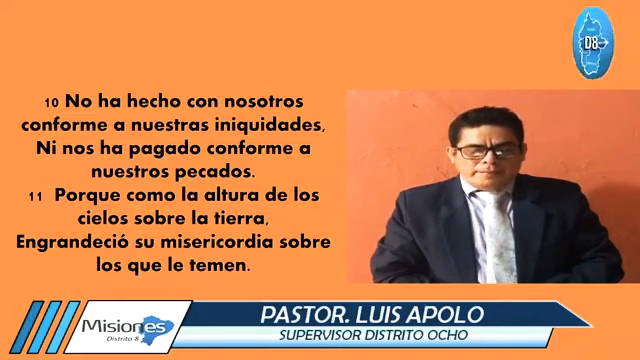 D8
10 No ha hecho con nosotros
conforme a nuestras iniquidades,
Ni nos ha pagado conforme a
nuestros pecados.
11 Porque como la altura de los
cielos sobre la tierra,
Engrandeció su misericordia sobre
los que le temen.
Misiones
Distrito 8
PASTOR. LUIS APOLO
SUPERVISOR DISTRITO OCHO